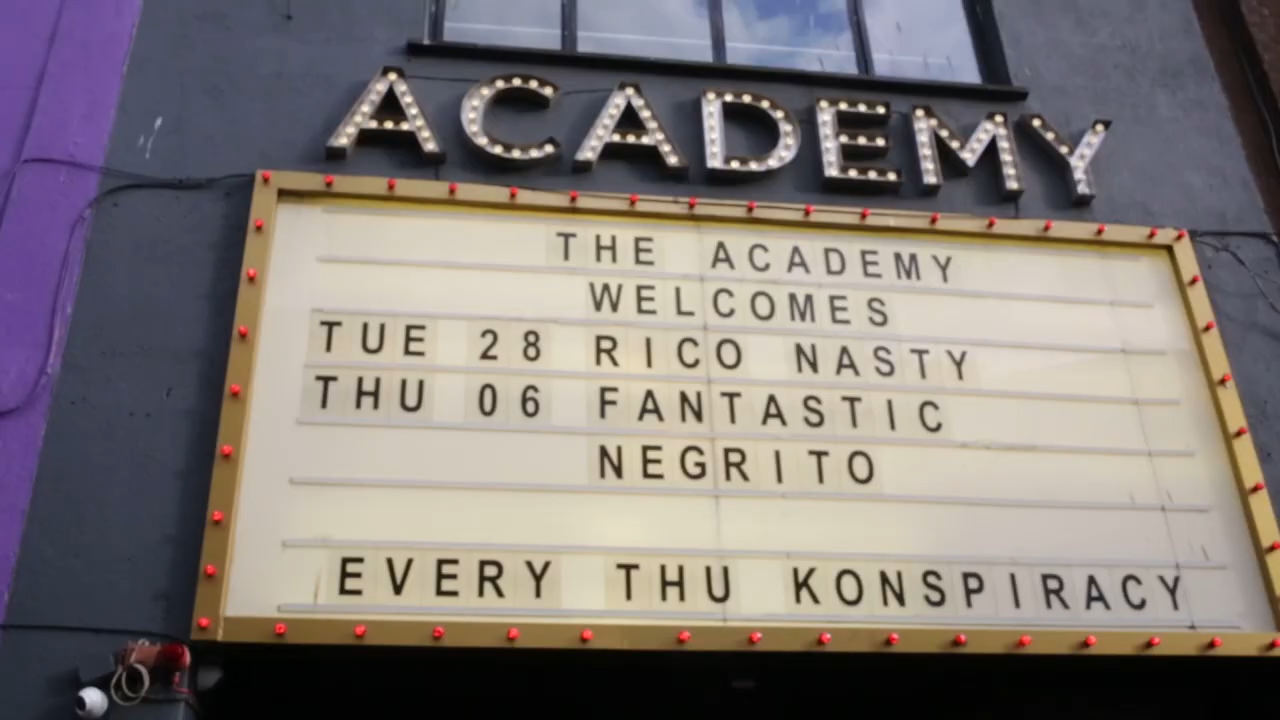 ACADEMY
THE ACADEMY
WELCOMES
TUE 28 RICO NASTY
THU 06 FANTASTIC
NEGRITO
EVERY THU KONSPIRACY